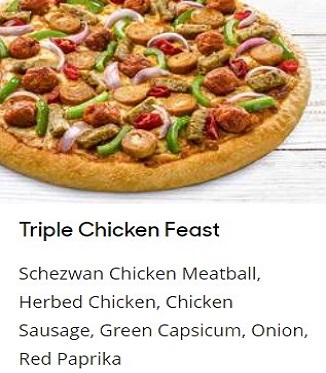 Triple Chicken Feast
Schezwan Chicken Meatball,
Herbed Chicken, Chicken
Sausage, Green Capsicum, Onion,
Red Paprika